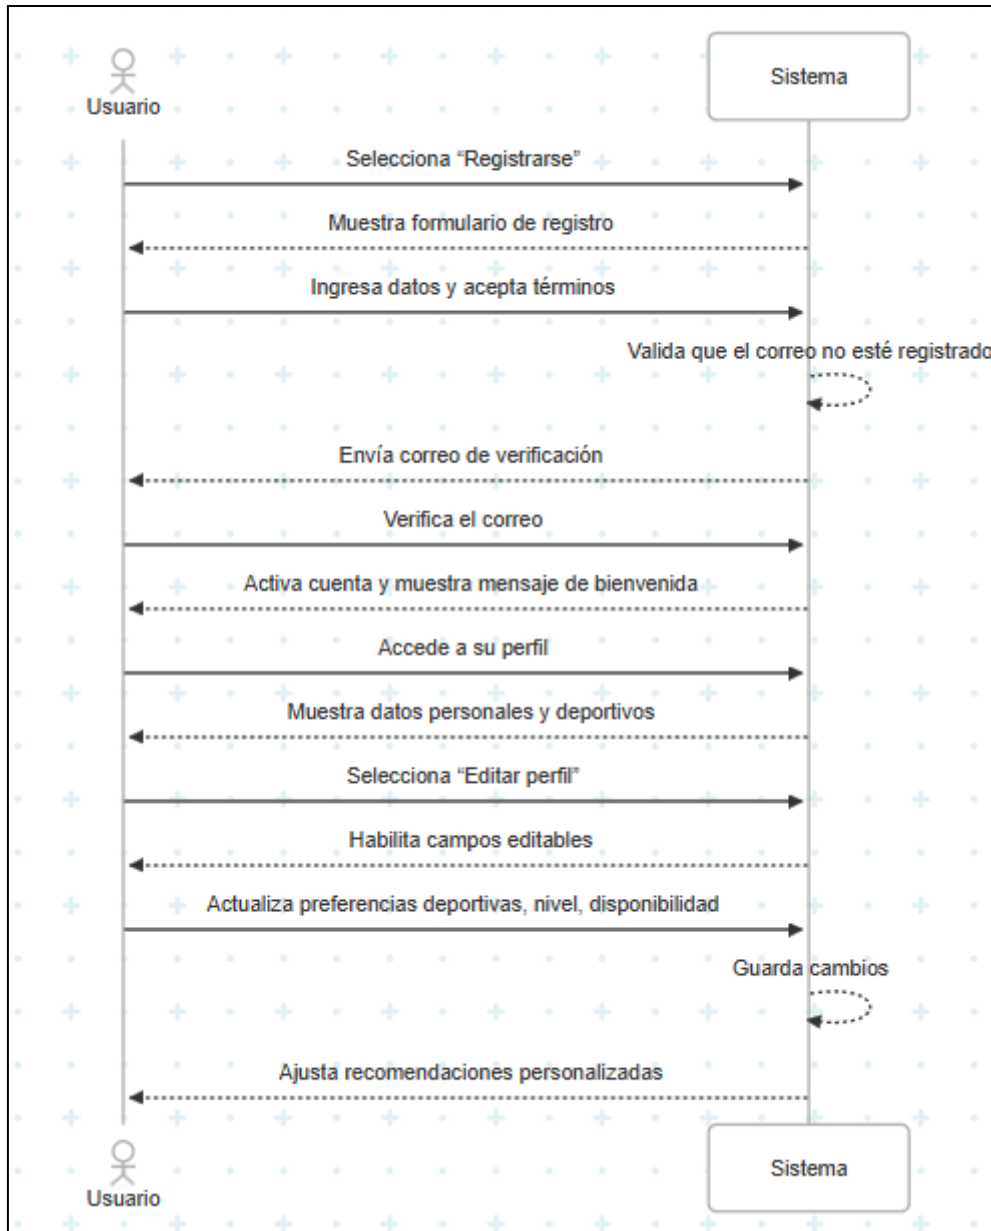 Usuario
Sistema
Selecciona “Registrarse”
Muestra formulario de registro
Ingresa datos y acepta términos
Valida que el correo no esté registrado
Envía correo de verificación
Verifica el correo
Activa cuenta y muestra mensaje de bienvenida
Accede a su perfil
Muestra datos personales y deportivos
Selecciona “Editar perfil”
Habilita campos editables
Actualiza preferencias deportivas, nivel, disponibilidad
Guarda cambios
Ajusta recomendaciones personalizadas
Usuario
Sistema